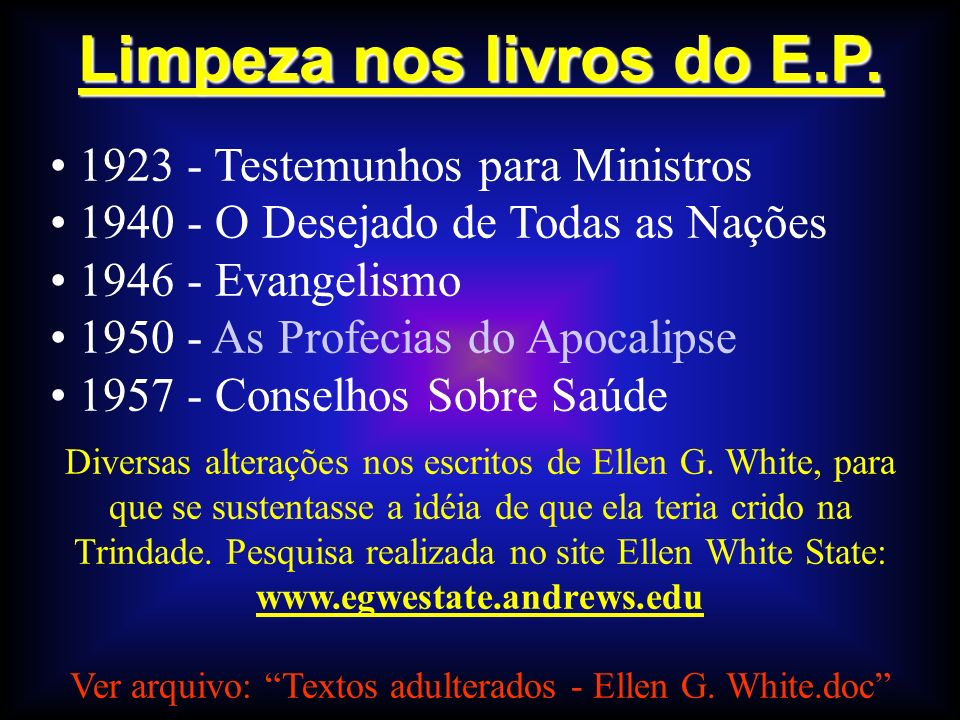 Limpeza nos livros do E.P.
• 1923 - Testemunhos para Ministros
• 1940 - O Desejado de Todas as Nações
• 1946 - Evangelismo
• 1950 - As Profecias do Apocalipse
• 1957 - Conselhos Sobre Saúde
Diversas alterações nos escritos de Ellen G. White, para
que se sustentasse a idéia de que ela teria crido na
Trindade. Pesquisa realizada no site Ellen White State:
www.egwestate.andrews.edu
Ver arquivo: “Textos adulterados - Ellen G. White.doc”